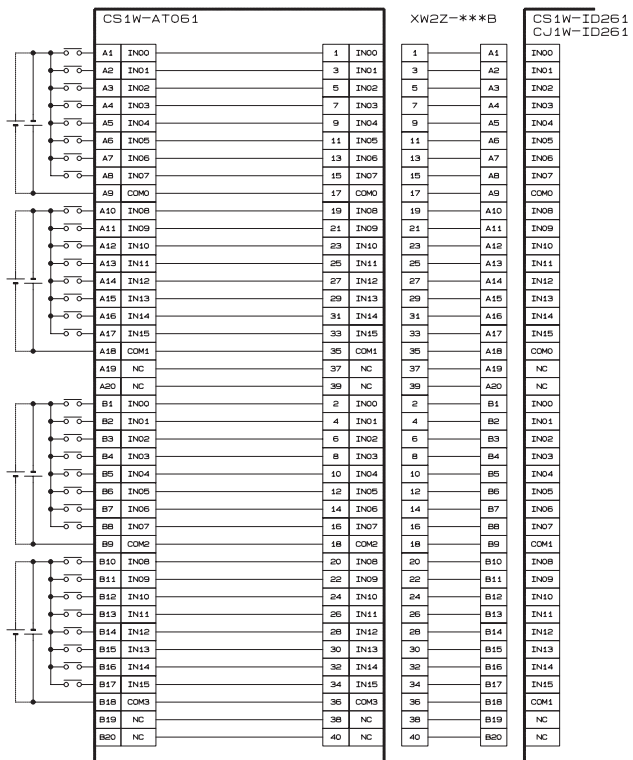 CS1W-AT061 XW2Z-***B CS1W-ID261
CJ1W-ID261
A1 IN00 1 IN00 1 A1 IN00
A2 IN01 3 IN01 3 A2 IN01
A3 IN02 5 IN02 5 A3 IN02
A4 IN03 7 IN03 7 A4 IN03
A5 IN04 9 IN04 9 A5 IN04
A6 IN05 11 IN05 11 A6 IN05
A7 IN06 13 IN06 13 A7 IN06
A8 IN07 15 IN07 15 A8 IN07
A9 COM0 17 COM0 17 A9 COM0
A10 IN08 19 IN08 19 A10 IN08
A11 IN09 21 IN09 21 A11 IN09
A12 IN10 23 IN10 23 A12 IN10
A13 IN11 25 IN11 25 A13 IN11
A14 IN12 27 IN12 27 A14 IN12
A15 IN13 29 IN13 29 A15 IN13
A16 IN14 31 IN14 31 A16 IN14
A17 IN15 33 IN15 33 A17 IN15
A18 COM1 35 COM1 35 A18 COM0
A19 NC 37 NC 37 A19 NC
A20 NC 39 NC 39 A20 NC
B1 IN00 2 IN00 2 B1 IN00
B2 IN01 4 IN01 4 B2 IN01
B3 IN02 6 IN02 6 B3 IN02
B4 IN03 8 IN03 8 B4 IN03
B5 IN04 10 IN04 10 B5 IN04
B6 IN05 12 IN05 12 B6 IN05
B7 IN06 14 IN06 14 B7 IN06
B8 IN07 16 IN07 16 B8 IN07
B9 COM2 18 COM2 18 B9 COM1
B10 IN08 20 IN08 20 B10 IN08
B11 IN09 22 IN09 22 B11 IN09
B12 IN10 24 IN10 24 B12 IN10
B13 IN11 26 IN11 26 B13 IN11
B14 IN12 28 IN12 28 B14 IN12
B15 IN13 30 IN13 30 B15 IN13
B16 IN14 32 IN14 32 B16 IN14
B17 IN15 34 IN15 34 B17 IN15
B18 COM3 36 COM3 36 B18 COM1
B19 NC 38 NC 38 B19 NC
B20 NC 40 NC 40 B20 NC